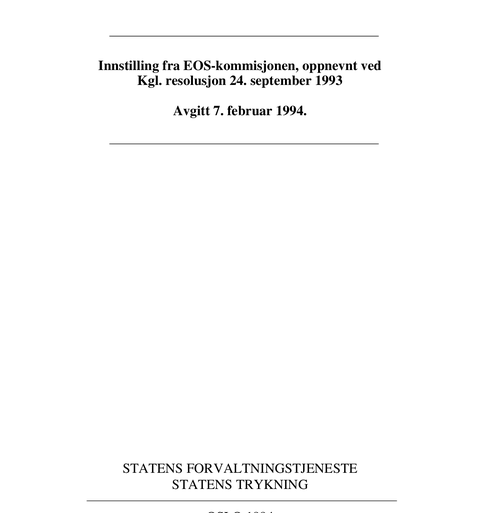 Innstilling fra EOS-kommisjonen, oppnevnt ved
Kgl. resolusjon 24. september 1993
Avgitt 7. februar 1994.
STATENS FORVALTNINGSTJENESTE
STATENS TRYKNING